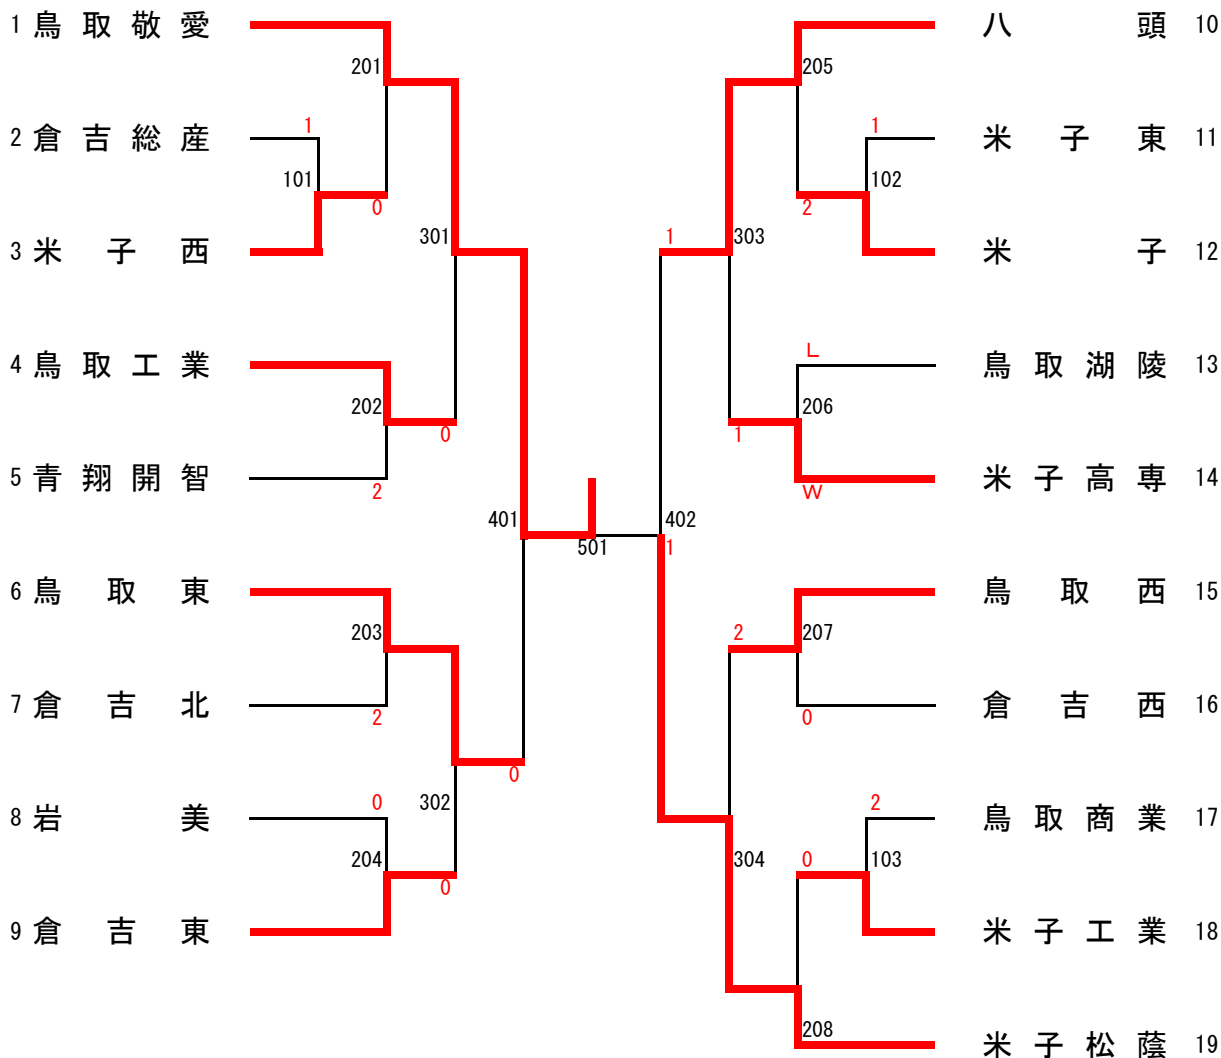 1 鳥取敬愛
八頭 10
201
205
2 倉吉総産
1
1
米子東 11
101
102
0
2
3 米子西
301
1
303
米子 12
4 鳥取工業
L
鳥取湖陵 13
202
206
0
1
5 青翔開智
2
W
米子高専 14
401
402
501
1
6 鳥取東
鳥取西 15
203
2
207
7 倉吉北
2
0
倉吉西 16
0
8 岩美
0
302
2
鳥取商業 17
204
304
0
103
0
9 倉吉東
米子工業 18
208
米子松蔭 19